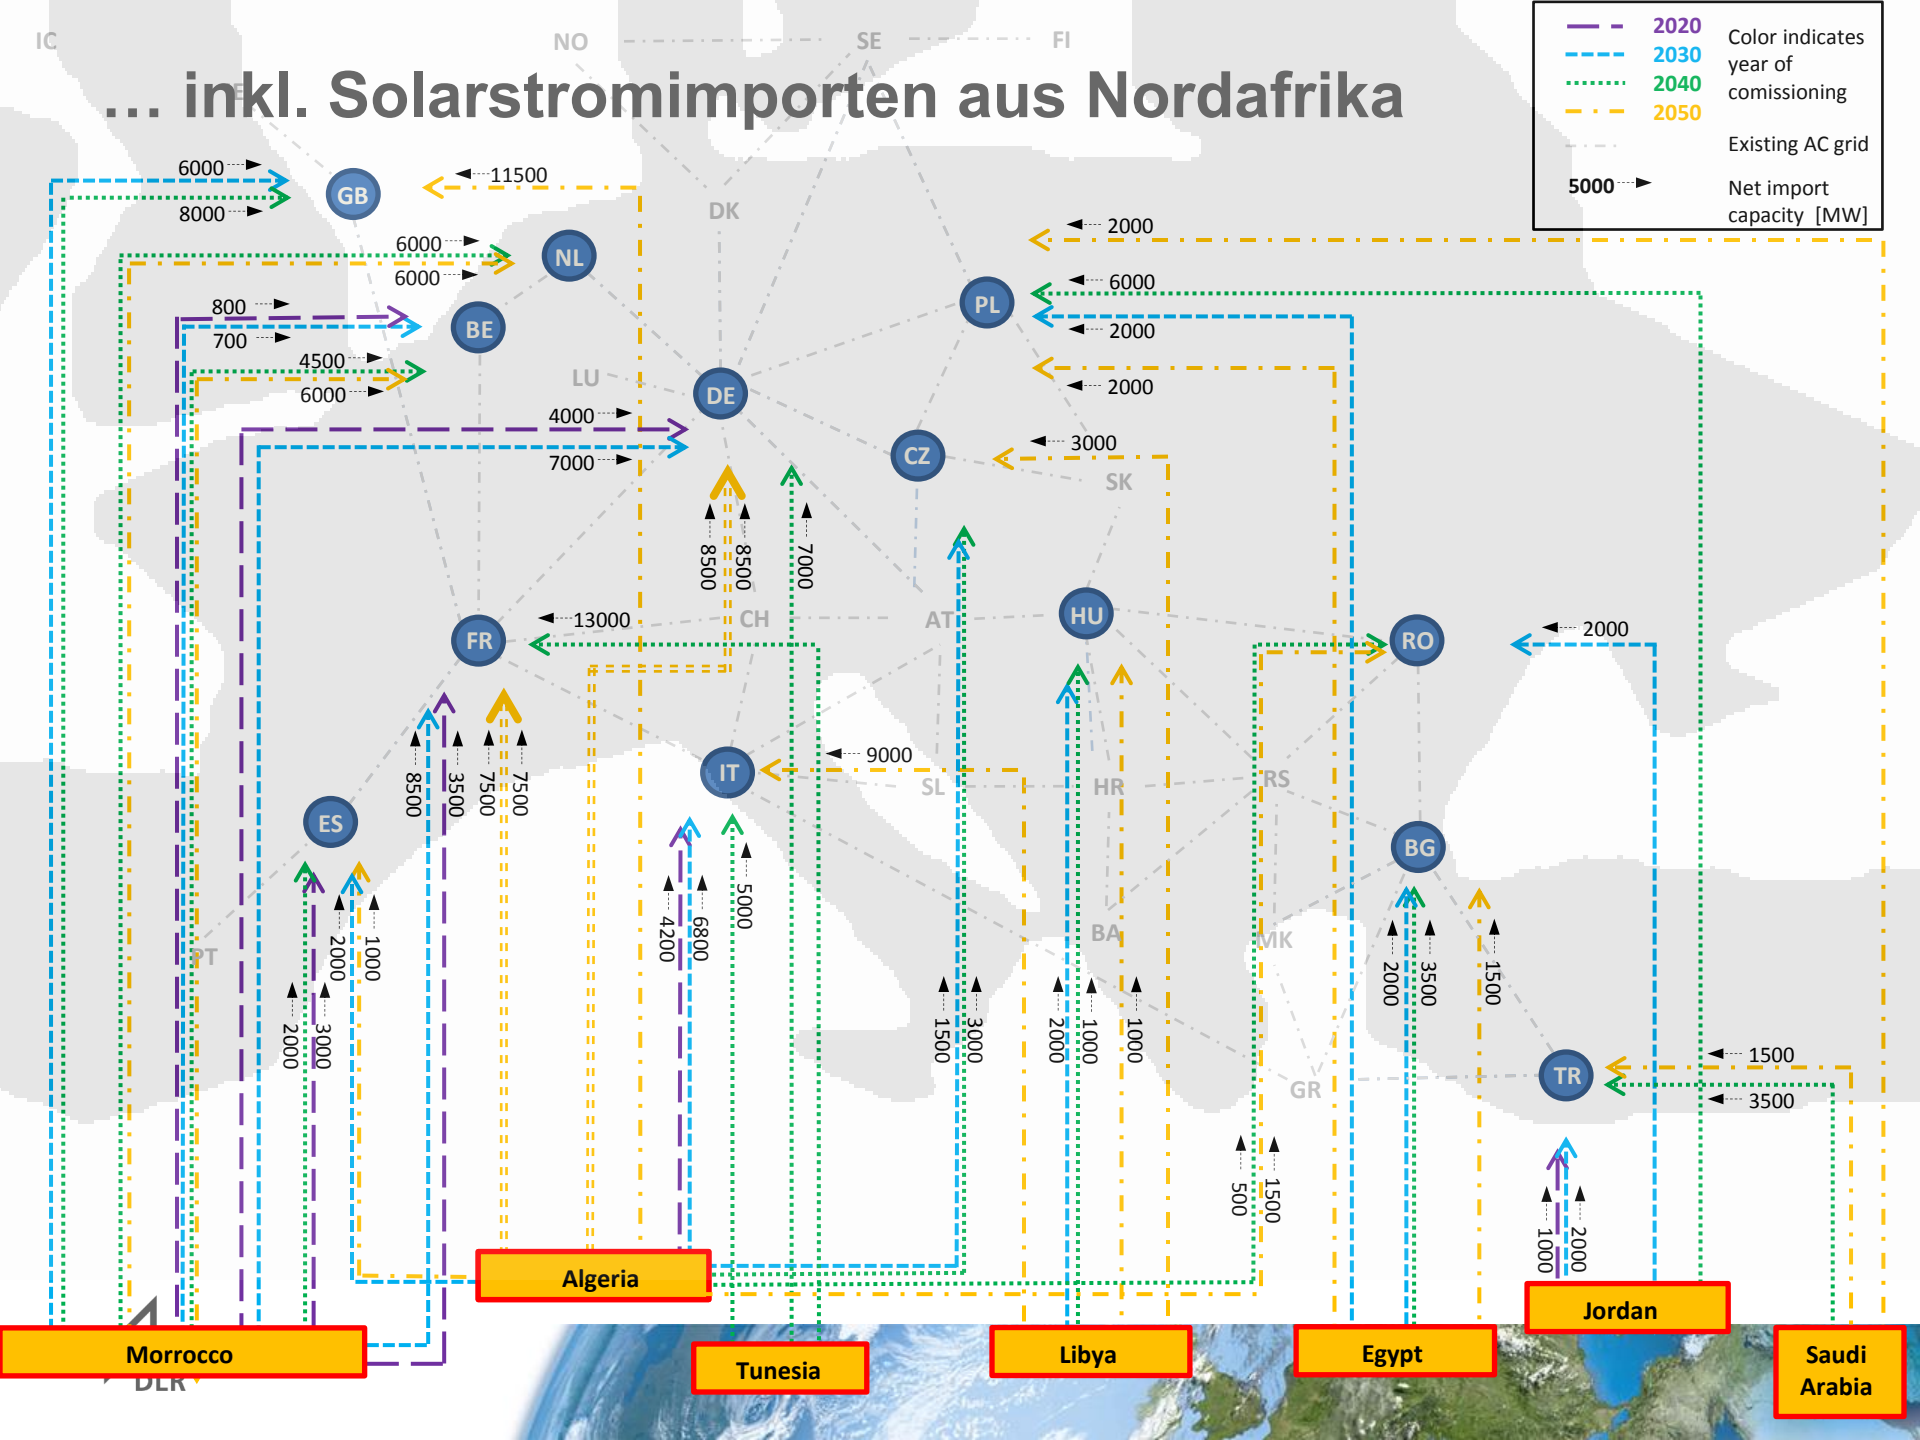 IC
NO
SE
FI
… inkl. Solarstromimporten aus Nordafrika
2020
2030
2040
2050
Color indicates
year of
comissioning
Existing AC grid
5000
Net import
capacity [MW]
6000
8000
GB
11500
DK
2000
6000
6000
NL
6000
2000
PL
800
700
BE
4500
6000
LU
DE
2000
4000
7000
3000
CZ
SK
8500
8500
7000
13000
FR
CH
AT
HU
RO
2000
8500
3500
7500
7500
IT
9000
SL
HR
RS
ES
BG
4200
6800
5000
2000
1000
PT
BA
MK
2000
3500
1500
2000
3000
1500
3000
2000
1000
1000
GR
TR
1500
3500
500
1500
1000
2000
Algeria
Jordan
Morrocco
Tunesia
Libya
Egypt
Saudi
Arabia
DLR